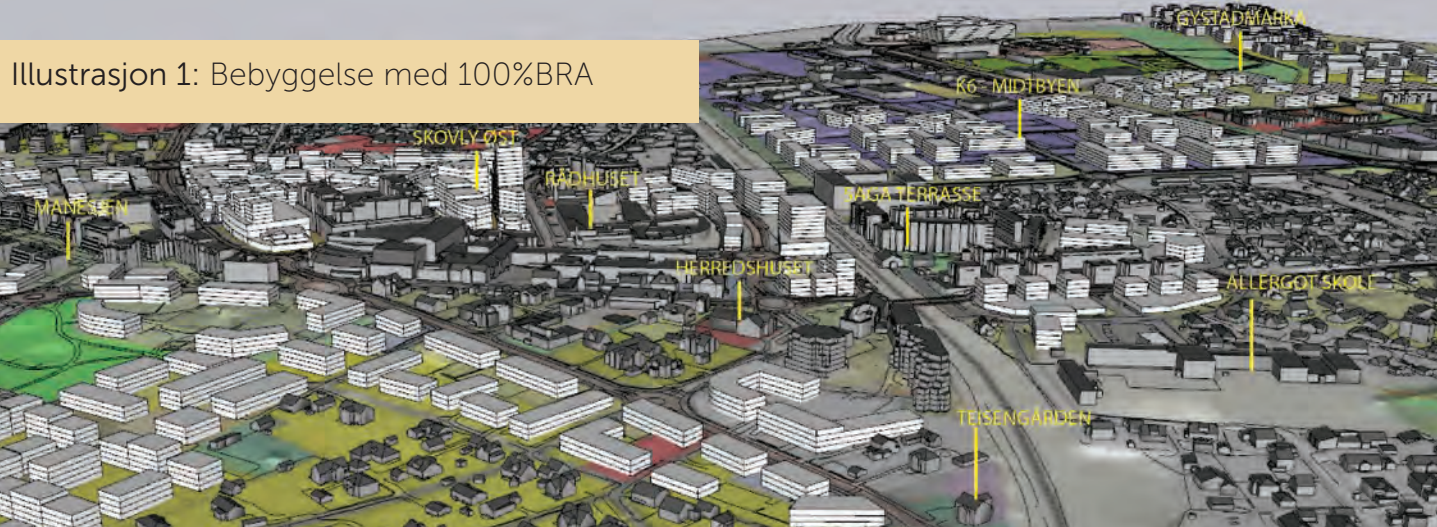 Illustrasjon 1: Bebyggelse med 100%BRA
GYSTADMARKA
K6 - MIDTBYEN
SKOVLY ØST
RÅDHUSET
SAGA TERRASSE
MÅNESSEN
HERREDSHUSET
ALLERGOT SKOLE
TEISENGÅRDEN